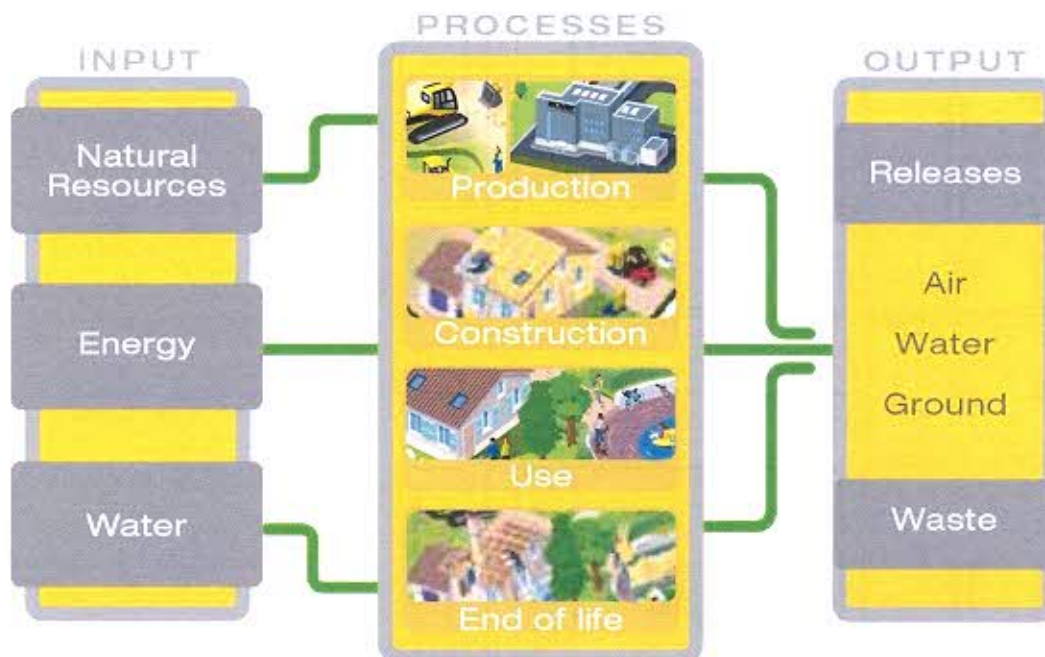 INPUT
Natural
Resources
Energy
Water
PROCESSES
Production
Construction
Use
End of life
OUTPUT
Releases
Air
Water
Ground
Waste